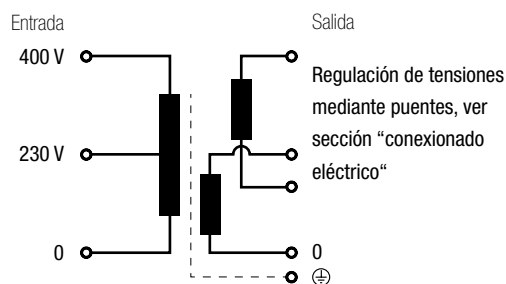 Entrada
Salida
400 V
230 V
0
Regulación de tensiones
mediante puentes, ver
sección “conexionado
eléctrico“
0